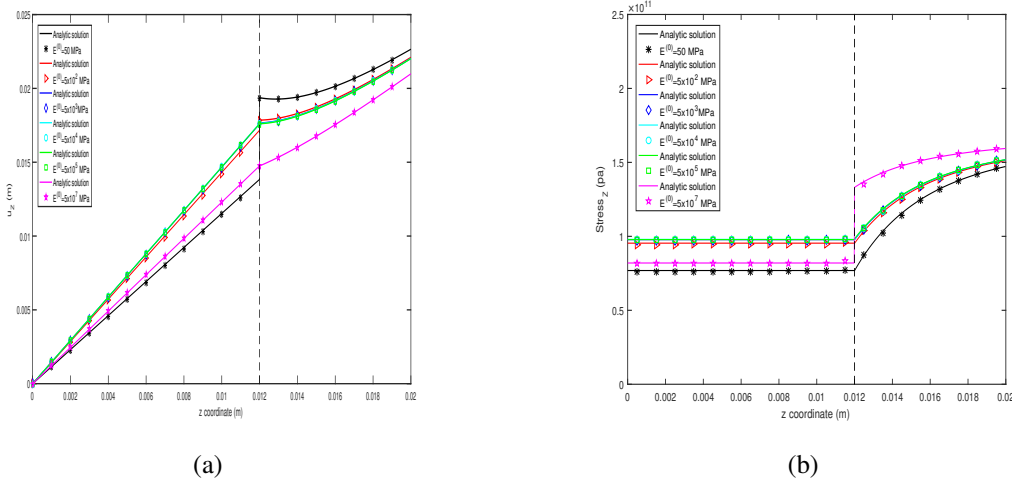 0.025
0.02
0.015
0.01
0.005
0
u_z (m)
Analytic solution
E^(0)=50 MPa
Analytic solution
E^(0)=5x10^2 MPa
Analytic solution
E^(0)=5x10^3MPa
Analytic solution
E^(0)=5x10^4 MPa
Analytic solution
E^(0)=5x10^5 MPa
Analytic solution
E^(0)=5x10^7 MPa
0 0.002 0.004 0.006 0.008 0.01 0.012 0.014 0.016 0.018 0.02
z coordinate (m)
(a)
×10^11
2.5
2
1.5
1
0.5
0
Stress_z (pa)
Analytic solution
E^(0)=50 MPa
Analytic solution
E^(0)=5x10^2 MPa
Analytic solution
E^(0)=5x10^3MPa
Analytic solution
E^(0)=5x10^4 MPa
Analytic solution
E^(0)=5x10^5 MPa
Analytic solution
E^(0)=5x10^7 MPa
0 0.002 0.004 0.006 0.008 0.01 0.012 0.014 0.016 0.018 0.02
z coordinate (m)
(b)